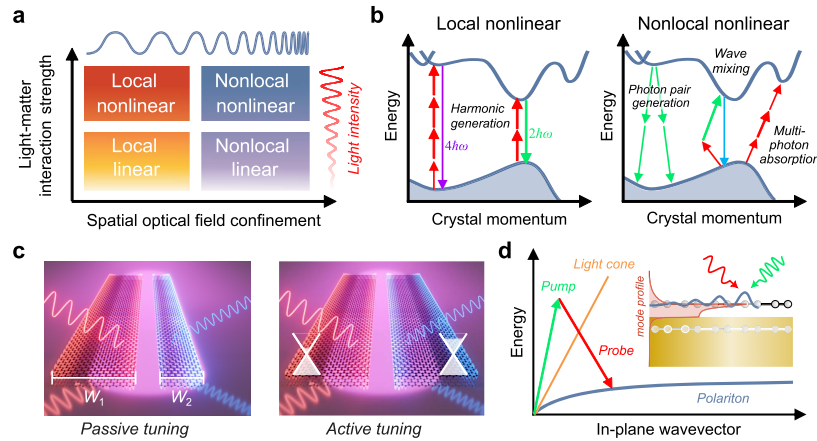 a
Light-matter
interaction strength
Local
nonlinear
Nonlocal
nonlinear
Local
linear
Nonlocal
linear
Light intensity
Spatial optical field confinement
b
Local nonlinear
Energy
Harmonic
generation
4ħω
2ħω
Crystal momentum
Nonlocal nonlinear
Energy
Wave
mixing
Photon pair
generation
Multi-
photon
absorption
Crystal momentum
c
W1
W2
Passive tuning
Active tuning
d
Energy
Light cone
Pump
Probe
mode profile
Polariton
In-plane wavevector